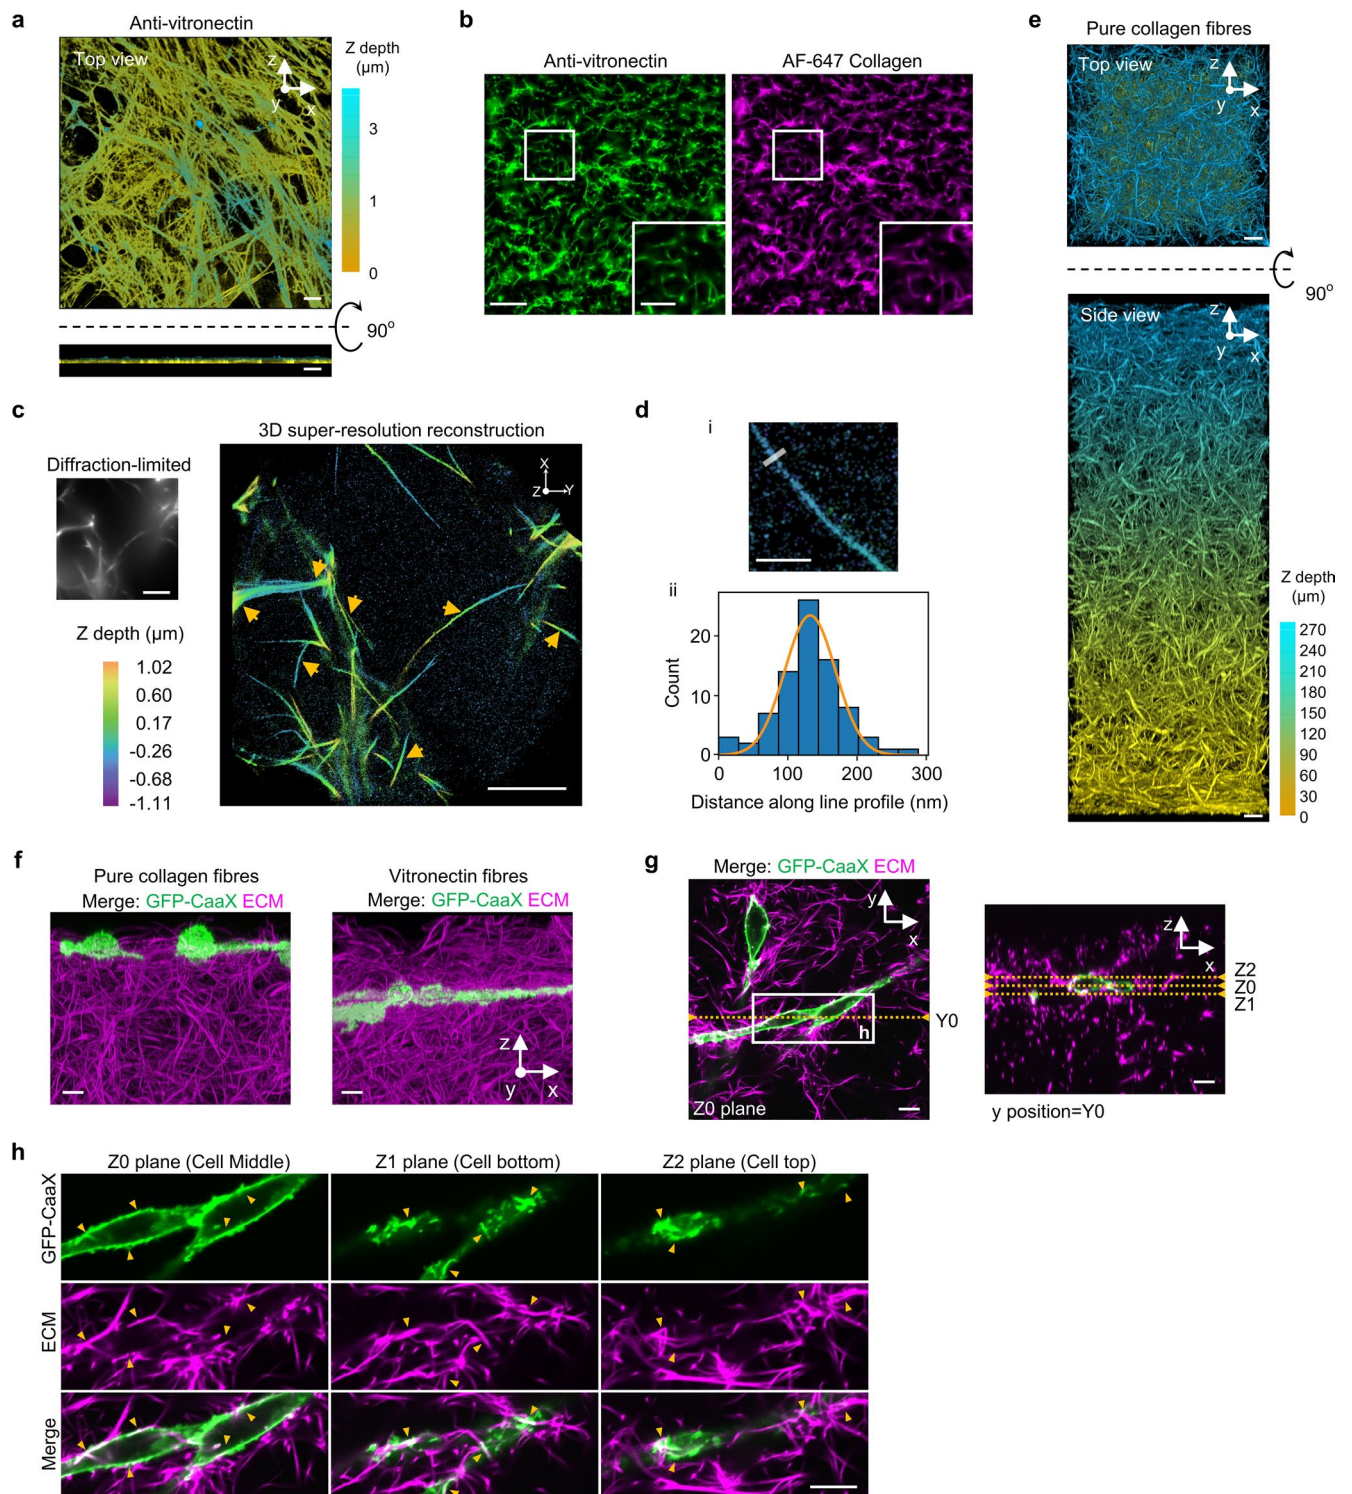 a
Anti-vitronectin
Top view
z
y
x
Z depth
(µm)
3
1
0
90o
b
Anti-vitronectin
AF-647 Collagen
e
Pure collagen fibres
Top view
z
y
x
90o
Side view
z
y
x
Z depth
(µm)
270
240
210
180
150
120
90
60
30
0
c
3D super-resolution reconstruction
Diffraction-limited
X
Z
Y
Z depth (µm)
1.02
0.60
0.17
-0.26
-0.68
-1.11
d
i
ii
Count
20
10
0
0 100 200 300
Distance along line profile (nm)
f
Pure collagen fibres
Merge: GFP-CaaX ECM
Vitronectin fibres
Merge: GFP-CaaX ECM
z
y
x
g
Merge: GFP-CaaX ECM
y
x
h
Y0
Z0 plane
z
x
Z2
Z0
Z1
y position=Y0
h
Z0 plane (Cell Middle)
Z1 plane (Cell bottom)
Z2 plane (Cell top)
GFP-CaaX
ECM
Merge